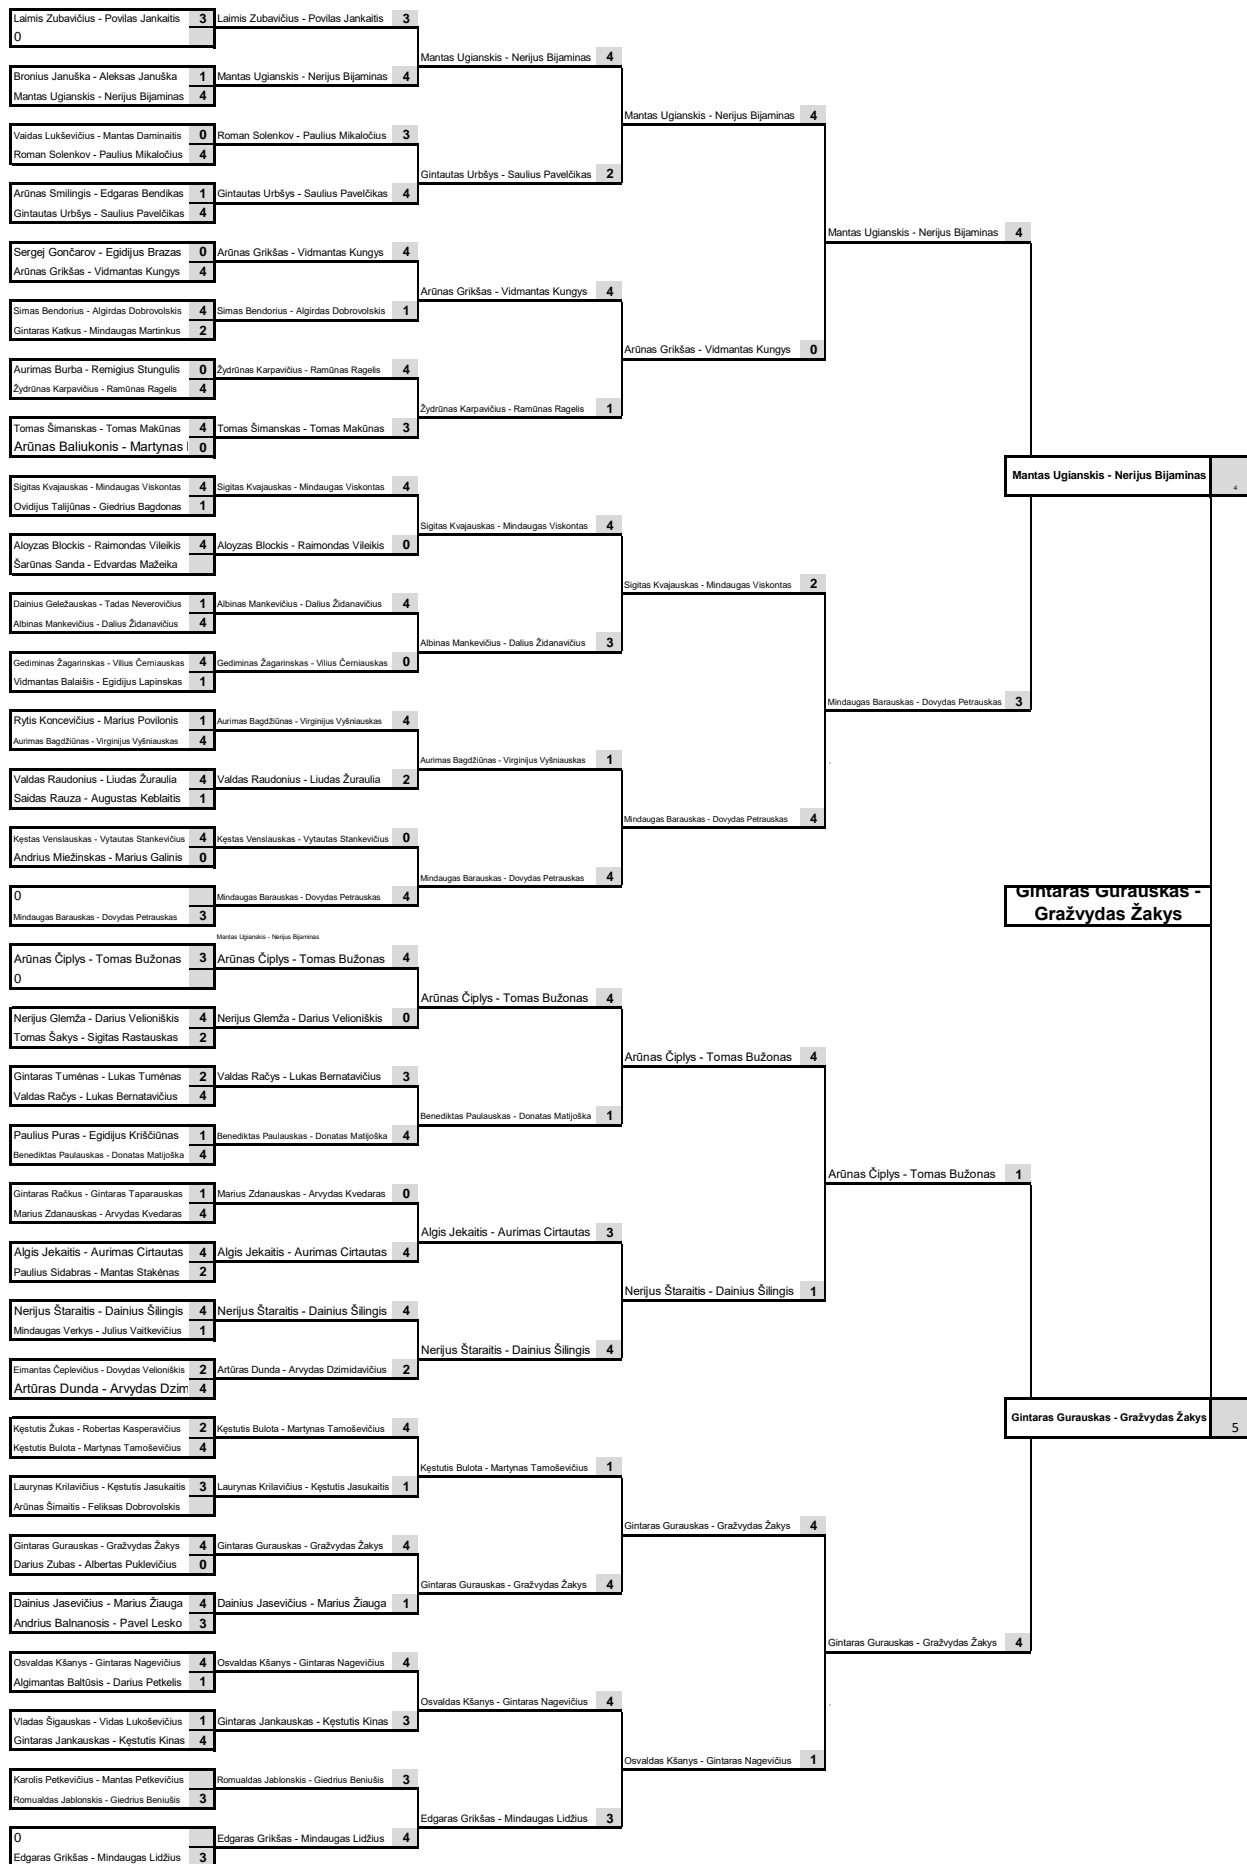 Laimis Zubavičius - Povilas Jankaitis 3 Laimis Zubavičius - Povilas Jankaitis 3
0
Mantas Ugianskis - Nerijus Bijaminas 4
Bronius Januška - Aleksas Januška 1 Mantas Ugianskis - Nerijus Bijaminas 4
Mantas Ugianskis - Nerijus Bijaminas 4
Mantas Ugianskis - Nerijus Bijaminas 4
Vaidas Lukševičius - Mantas Daminaitis 0 Roman Solenkov - Paulius Mikaločius 3
Roman Solenkov - Paulius Mikaločius 4
Gintautas Urbšys - Saulius Pavelčikas 2
Arūnas Smilingis - Edgaras Bendikas 1 Gintautas Urbšys - Saulius Pavelčikas 4
Gintautas Urbšys - Saulius Pavelčikas 4
Mantas Ugianskis - Nerijus Bijaminas 4
Sergej Gončarov - Egidijus Brazas 0 Arūnas Grikšas - Vidmantas Kungys 4
Arūnas Grikšas - Vidmantas Kungys 4
Arūnas Grikšas - Vidmantas Kungys 4
Simas Bendorius - Algirdas Dobrovolskis 4 Simas Bendorius - Algirdas Dobrovolskis 1
Gintaras Katkus - Mindaugas Martinkus 2
Arūnas Grikšas - Vidmantas Kungys 0
Aurimas Burba - Remigius Stungulis 0 Žydrūnas Karpavičius - Ramūnas Ragelis 4
Žydrūnas Karpavičius - Ramūnas Ragelis 4
Žydrūnas Karpavičius - Ramūnas Ragelis 1
Tomas Šimanskas - Tomas Makūnas 4 Tomas Šimanskas - Tomas Makūnas 3
Arūnas Baliukonis - Martynas 0
Mantas Ugianskis - Nerijus Bijaminas 4
Sigitas Kvajauskas - Mindaugas Viskontas 4 Sigitas Kvajauskas - Mindaugas Viskontas 4
Ovidijus Talijūnas - Giedrius Bagdonas 1
Sigitas Kvajauskas - Mindaugas Viskontas 4
Aloyzas Blockis - Raimondas Vileikis 4 Aloyzas Blockis - Raimondas Vileikis 0
Šarūnas Sanda - Edvardas Mažeika
Sigitas Kvajauskas - Mindaugas Viskontas 2
Dainius Geležauskas - Tadas Neverovičius 1 Albinas Mankevičius - Dalius Židanavičius 4
Albinas Mankevičius - Dalius Židanavičius 4
Albinas Mankevičius - Dalius Židanavičius 3
Gediminas Žagarinskas - Vilius Černiauskas 4 Gediminas Žagarinskas - Vilius Černiauskas 0
Vidmantas Balaišis - Egidijus Lapinskas 1
Mindaugas Barauskas - Dovydas Petrauskas 3
Rytis Koncevičius - Marius Povilonis 1 Aurimas Bagdžiūnas - Virginijus Vyšniauskas 4
Aurimas Bagdžiūnas - Virginijus Vyšniauskas 4
Aurimas Bagdžiūnas - Virginijus Vyšniauskas 1 .
Valdas Raudonius - Liudas Žuraulia 4 Valdas Raudonius - Liudas Žuraulia 2
Saidas Rauza - Augustas Keblaitis 1
Mindaugas Barauskas - Dovydas Petrauskas 4
Kęstas Venslauskas - Vytautas Stankevičius 4 Kęstas Venslauskas - Vytautas Stankevičius 0
Andrius Miežinskas - Marius Galinis 0
Mindaugas Barauskas - Dovydas Petrauskas 4
0 Mindaugas Barauskas - Dovydas Petrauskas 4
Gintaras Gurauskas -
Gražvydas Žakys
Mindaugas Barauskas - Dovydas Petrauskas 3
Mantas Ugianskis - Nerijus Bijaminas
Arūnas Čiplys - Tomas Bužonas 3 Arūnas Čiplys - Tomas Bužonas 4
0
Arūnas Čiplys - Tomas Bužonas 4
Nerijus Glemža - Darius Velioniškis 4 Nerijus Glemža - Darius Velioniškis 0
Tomas Šakys - Sigitas Rastauskas 2
Arūnas Čiplys - Tomas Bužonas 4
Gintaras Tumėnas - Lukas Tumėnas 2 Valdas Račys - Lukas Bernatavičius 3
Valdas Račys - Lukas Bernatavičius 4
Benediktas Paulauskas - Donatas Matijoška 1
Paulius Puras - Egidijus Kriščiūnas 1 Benediktas Paulauskas - Donatas Matijoška 4
Benediktas Paulauskas - Donatas Matijoška 4
Arūnas Čiplys - Tomas Bužonas 1
Gintaras Račkus - Gintaras Taparauskas 1 Marius Zdanauskas - Arvydas Kvedaras 0
Marius Zdanauskas - Arvydas Kvedaras 4
Algis Jekaitis - Aurimas Cirtautas 3
Algis Jekaitis - Aurimas Cirtautas 4 Algis Jekaitis - Aurimas Cirtautas 4
Paulius Sidabras - Mantas Stakėnas 2
Nerijus Štaraitis - Dainius Šilingis 1
Nerijus Štaraitis - Dainius Šilingis 4 Nerijus Štaraitis - Dainius Šilingis 4
Mindaugas Verkys - Julius Vaitkevičius 1
Nerijus Štaraitis - Dainius Šilingis 4
Eimantas Čeplevičius - Dovydas Velioniškis 2 Artūras Dunda - Arvydas Dzimidavičius 2
Artūras Dunda - Arvydas Dzim 4
Gintaras Gurauskas - Gražvydas Žakys 5
Kęstutis Žukas - Robertas Kasperavičius 2 Kęstutis Bulota - Martynas Tamoševičius 4
Kęstutis Bulota - Martynas Tamoševičius 4
Kęstutis Bulota - Martynas Tamoševičius 1
Laurynas Krilavičius - Kęstutis Jasukaitis 3 Laurynas Krilavičius - Kęstutis Jasukaitis 1
Arūnas Šimaitis - Feliksas Dobrovolskis
Gintaras Gurauskas - Gražvydas Žakys 4
Gintaras Gurauskas - Gražvydas Žakys 4 Gintaras Gurauskas - Gražvydas Žakys 4
Darius Zubas - Albertas Puklevičius 0
Gintaras Gurauskas - Gražvydas Žakys 4
Dainius Jasevičius - Marius Žiauga 4 Dainius Jasevičius - Marius Žiauga 1
Andrius Balnanosis - Pavel Lesko 3
Gintaras Gurauskas - Gražvydas Žakys 4
Osvaldas Kšanys - Gintaras Nagevičius 4 Osvaldas Kšanys - Gintaras Nagevičius 4
Algimantas Baltūsis - Darius Petkelis 1
Osvaldas Kšanys - Gintaras Nagevičius 4 .
Vladas Šigauskas - Vidas Lukoševičius 1 Gintaras Jankauskas - Kęstutis Kinas 3
Gintaras Jankauskas - Kęstutis Kinas 4
Osvaldas Kšanys - Gintaras Nagevičius 1
Karolis Petkevičius - Mantas Petkevičius Romualdas Jablonskis - Giedrius Beniušis 3
Romualdas Jablonskis - Giedrius Beniušis 3
Edgaras Grikšas - Mindaugas Lidžius 3
0 Edgaras Grikšas - Mindaugas Lidžius 4
Edgaras Grikšas - Mindaugas Lidžius 3